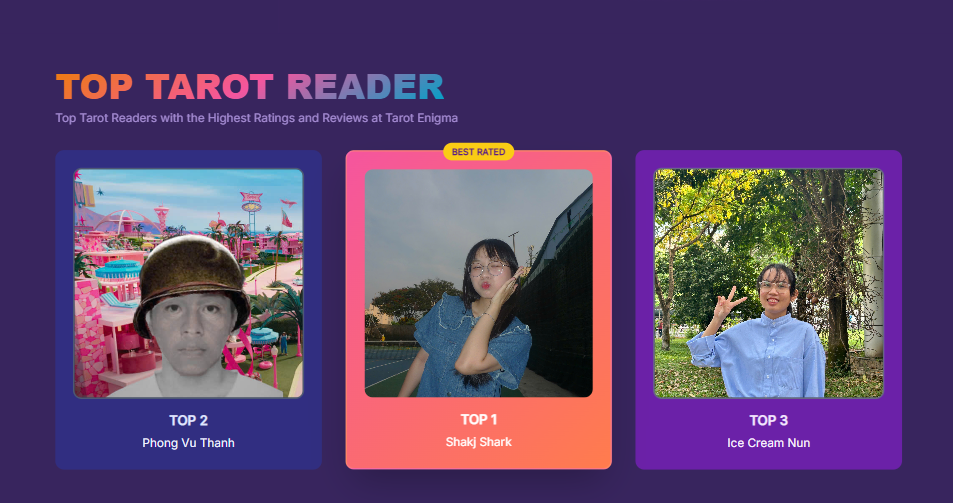 TOP TAROT READER
Top Tarot Readers with the Highest Ratings and Reviews at Tarot Enigma
BEST RATED
TOP 2
Phong Vu Thanh
TOP 1
Shakj Shark
TOP 3
Ice Cream Nun